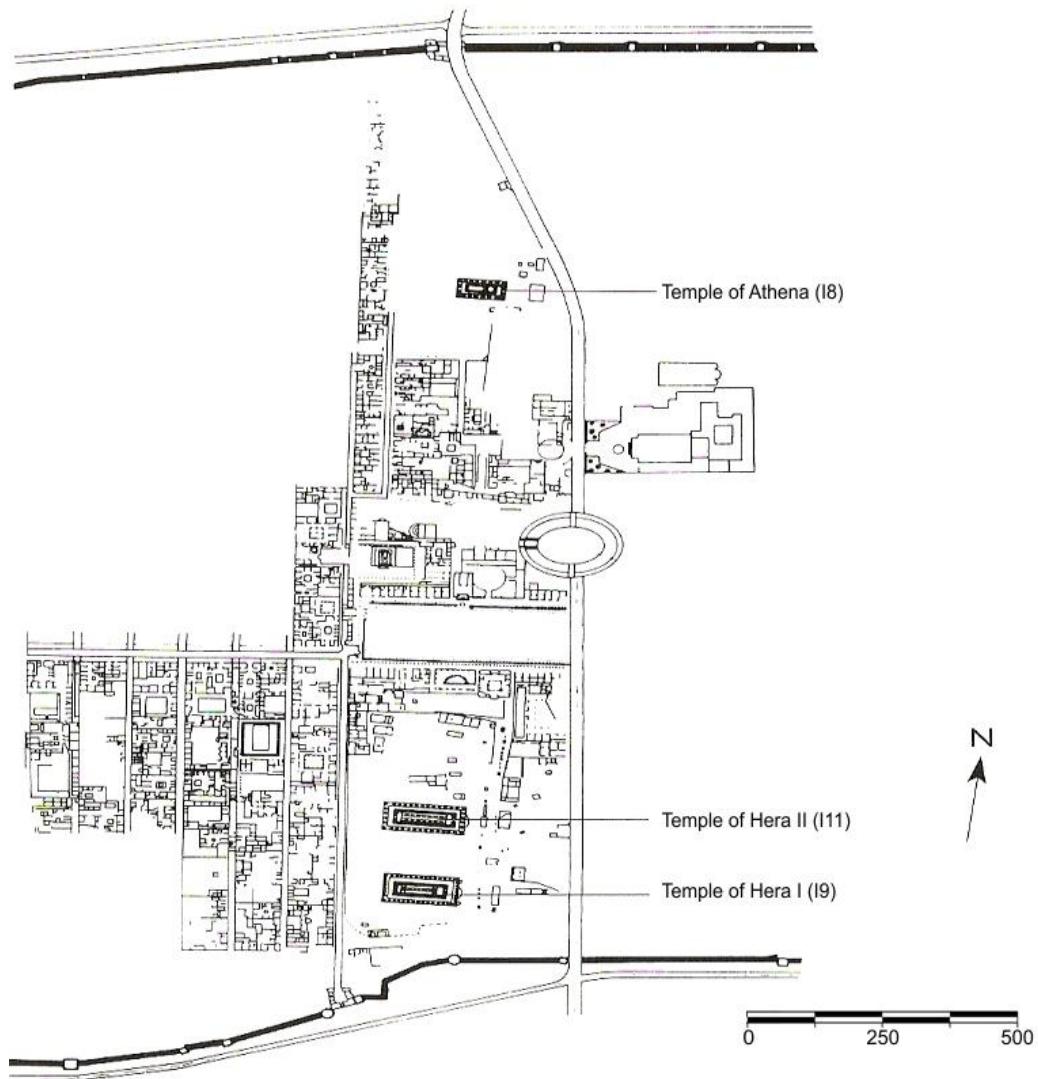 Temple of Athena (I8)
N
Temple of Hera II (I11)
Temple of Hera I (I9)
0 250 500